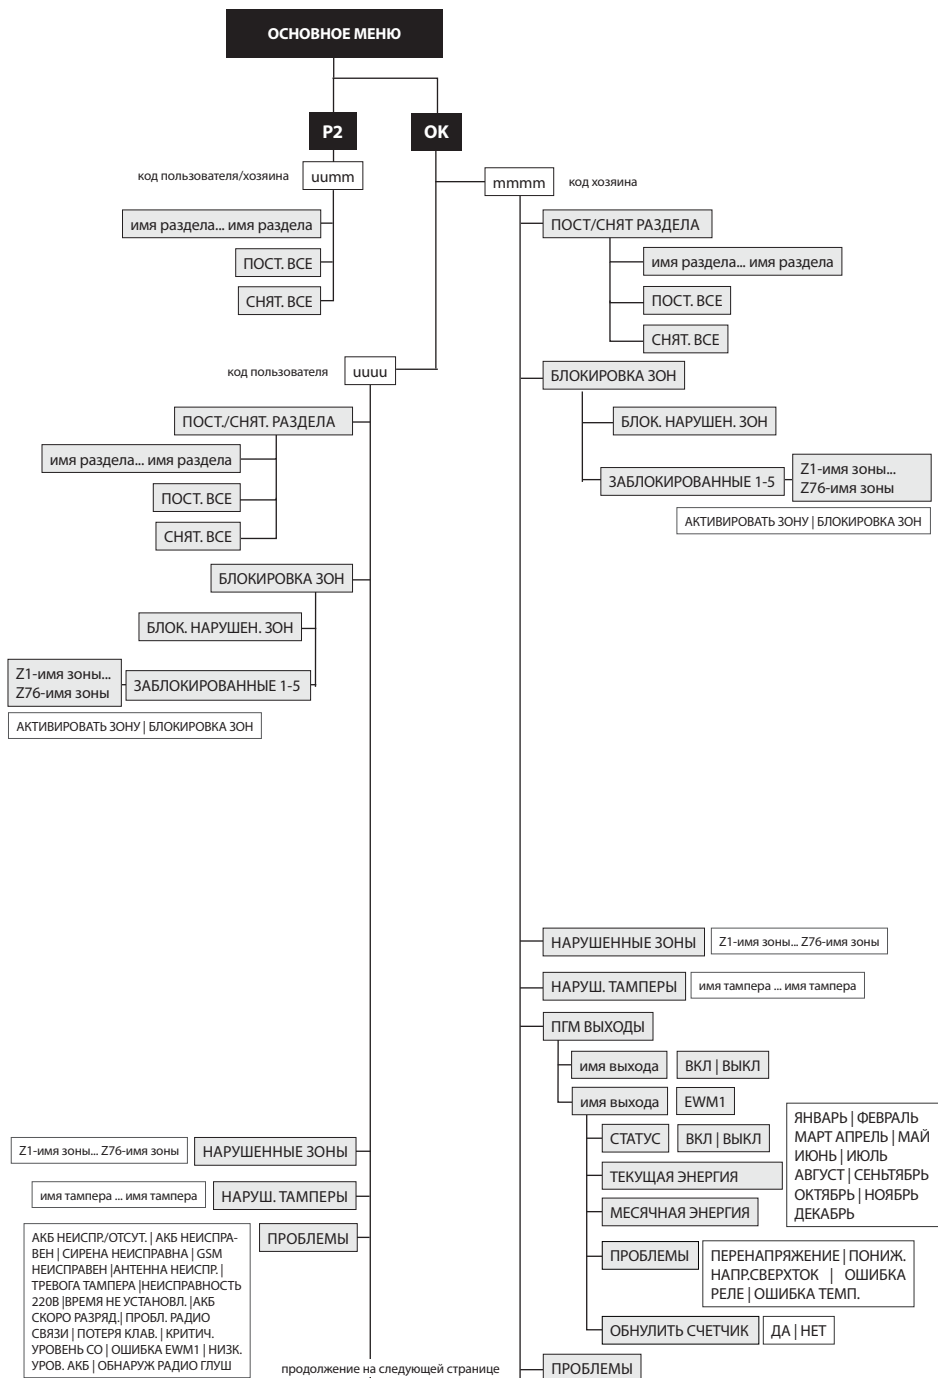 ОСНОВНОЕ МЕНЮ
P2
OK
код пользователя/хозяина
uumm
mmmm
код хозяина
имя раздела... имя раздела
ПОСТ. ВСЕ
СНЯТ. ВСЕ
ПОСТ/СНЯТ РАЗДЕЛА
имя раздела... имя раздела
ПОСТ. ВСЕ
СНЯТ. ВСЕ
код пользователя
uuuu
БЛОКИРОВКА ЗОН
БЛОК. НАРУШЕН. ЗОН
ЗАБЛОКИРОВАННЫЕ 1-5
Z1-имя зоны...
Z76-имя зоны
АКТИВИРОВАТЬ ЗОНУ | БЛОКИРОВКА ЗОН
ПОСТ./СНЯТ. РАЗДЕЛА
имя раздела... имя раздела
ПОСТ. ВСЕ
СНЯТ. ВСЕ
БЛОКИРОВКА ЗОН
БЛОК. НАРУШЕН. ЗОН
Z1-имя зоны...
Z76-имя зоны
ЗАБЛОКИРОВАННЫЕ 1-5
АКТИВИРОВАТЬ ЗОНУ | БЛОКИРОВКА ЗОН
НАРУШЕННЫЕ ЗОНЫ
Z1-имя зоны... Z76-имя зоны
НАРУШ. ТАМПЕРЫ
имя тампера ... имя тампера
ПГМ ВЫХОДЫ
имя выхода
ВКЛ | ВЫКЛ
имя выхода
EWM1
СТАТУС
ВКЛ | ВЫКЛ
ТЕКУЩАЯ ЭНЕРГИЯ
МЕСЯЧНАЯ ЭНЕРГИЯ
ЯНВАРЬ | ФЕВРАЛЬ
МАРТ АПРЕЛЬ | МАЙ
ИЮНЬ | ИЮЛЬ
АВГУСТ | СЕНЬТЯБРЬ
ОКТЯБРЬ | НОЯБРЬ
ДЕКАБРЬ
ПРОБЛЕМЫ
ПЕРЕНАПРЯЖЕНИЕ | ПОНИЖ.
НАПР.СВЕРХТОК | ОШИБКА
РЕЛЕ | ОШИБКА ТЕМП.
ОБНУЛИТЬ СЧЕТЧИК
ДА | НЕТ
ПРОБЛЕМЫ
Z1-имя зоны... Z76-имя зоны
НАРУШЕННЫЕ ЗОНЫ
имя тампера ... имя тампера
НАРУШ. ТАМПЕРЫ
ПРОБЛЕМЫ
АКБ НЕИСПР./ОТСУТ. | АКБ НЕИСПРА-
ВЕН | СИРЕНА НЕИСПРАВНА | GSM
НЕИСПРАВЕН |АНТЕННА НЕИСПР. |
ТРЕВОГА ТАМПЕРА |НЕИСПРАВНОСТЬ
220В |ВРЕМЯ НЕ УСТАНОВЛ. |АКБ
СКОРО РАЗРЯД.| ПРОБЛ. РАДИО
СВЯЗИ | ПОТЕРЯ КЛАВ. | КРИТИЧ.
УРОВЕНЬ CO | ОШИБКА EWM1 | НИЗК.
УРОВ. АКБ | ОБНАРУЖ РАДИО ГЛУШ
продолжение на следующей странице